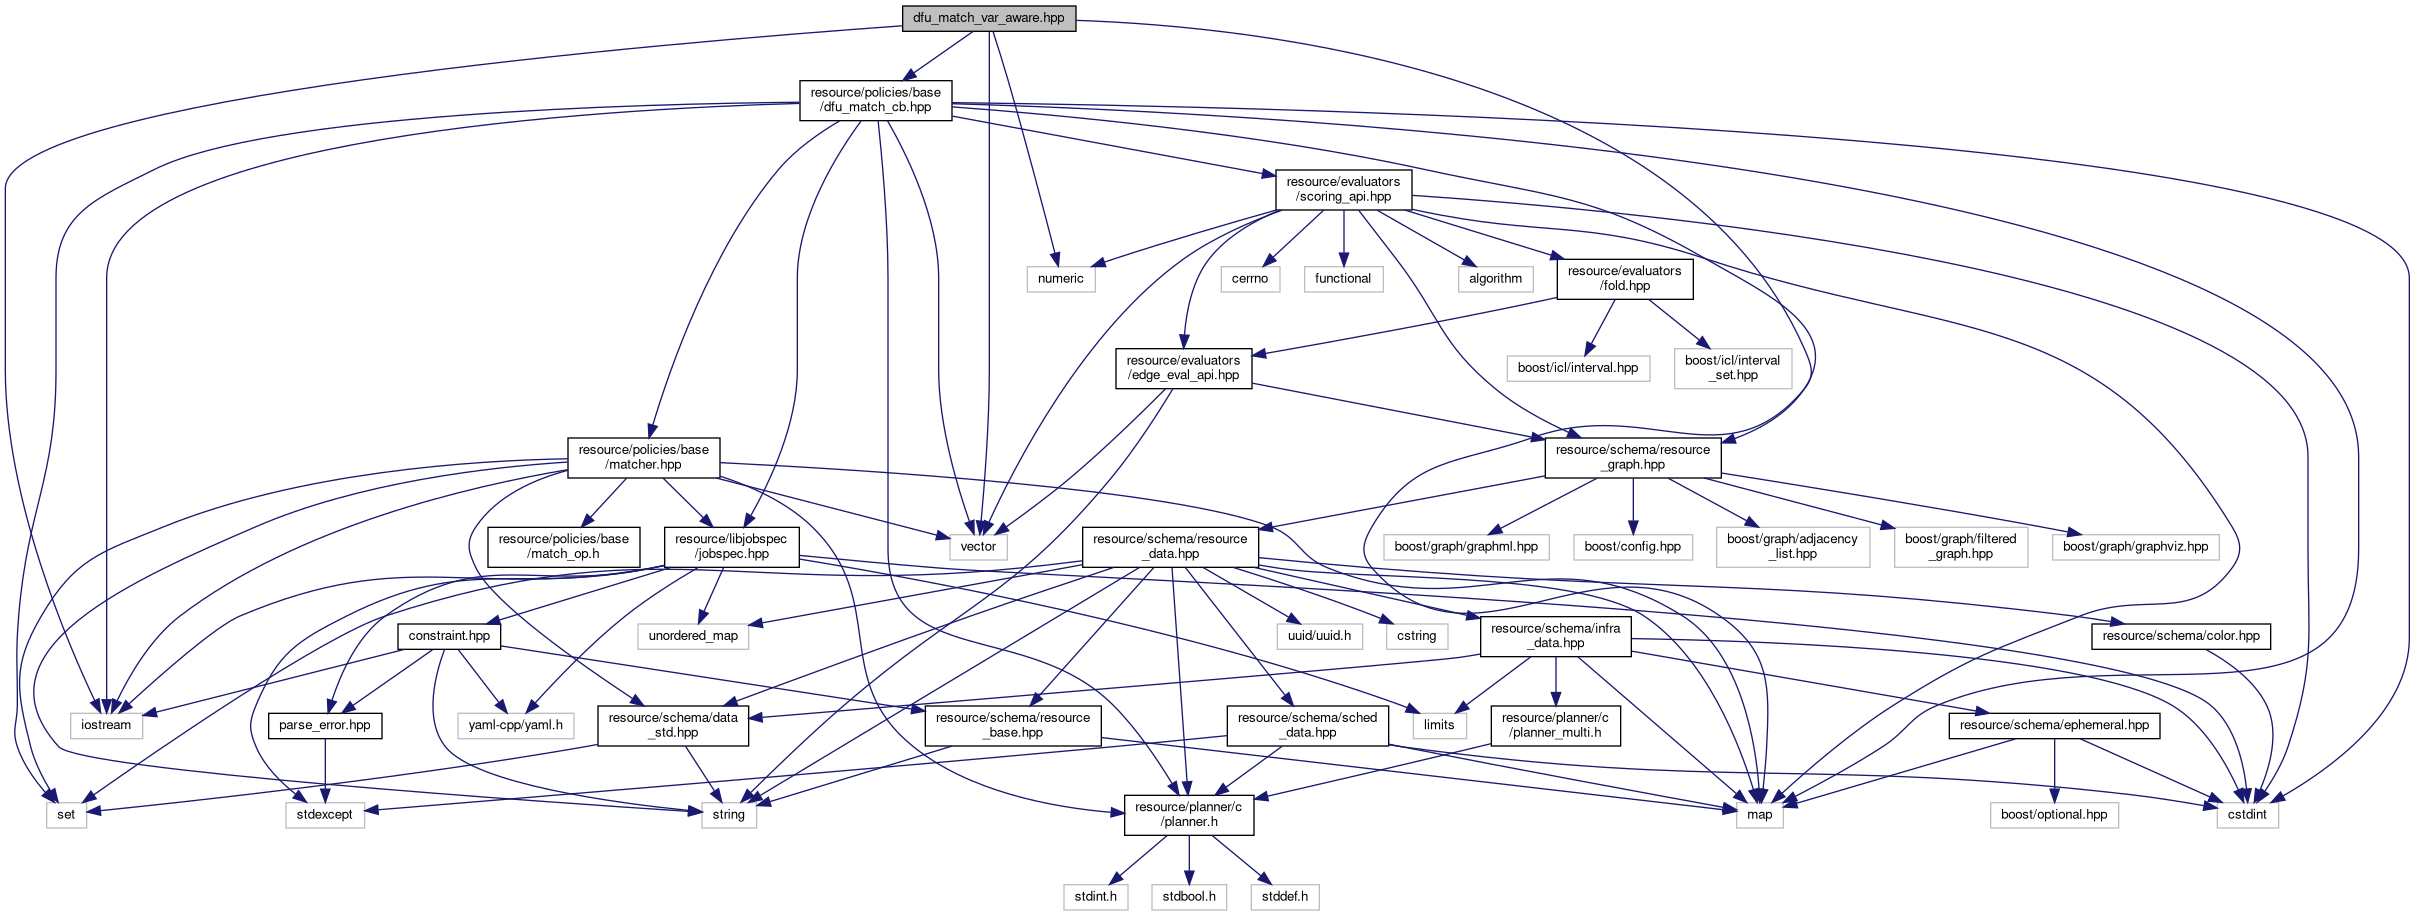 dfu_match_var_aware.hpp
resource/policies/base
/dfu_match_cb.hpp
resource/evaluators
/scoring_api.hpp
numeric
cerrno
functional
algorithm
resource/evaluators
/fold.hpp
resource/evaluators
/edge_eval_api.hpp
boost/icl/interval.hpp
boost/icl/interval
_set.hpp
resource/policies/base
/matcher.hpp
resource/schema/resource
_graph.hpp
resource/policies/base
/match_op.h
resource/libjobspec
/jobspec.hpp
vector
resource/schema/resource
_data.hpp
boost/graph/graphml.hpp
boost/config.hpp
boost/graph/adjacency
_list.hpp
boost/graph/filtered
_graph.hpp
boost/graph/graphviz.hpp
constraint.hpp
unordered_map
uuid/uuid.h
cstring
resource/schema/infra
_data.hpp
resource/schema/color.hpp
iostream
parse_error.hpp
yaml-cpp/yaml.h
resource/schema/data
_std.hpp
resource/schema/resource
_base.hpp
resource/schema/sched
_data.hpp
limits
resource/planner/c
/planner_multi.h
resource/schema/ephemeral.hpp
set
stdexcept
string
resource/planner/c
/planner.h
map
boost/optional.hpp
cstdint
stdint.h
stdbool.h
stddef.h